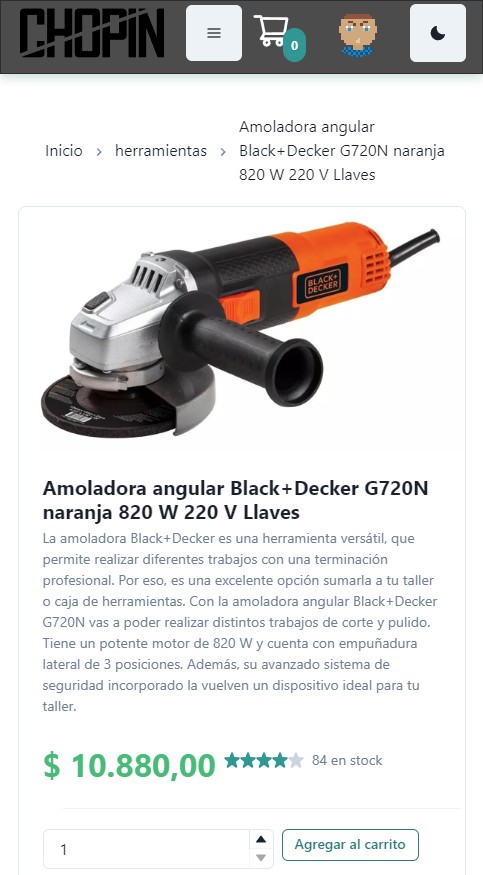 CHOPIN
0
Inicio > herramientas > Amoladora angular
Black+Decker G720N naranja
820 W 220 V Llaves
BLACK+
DECKER
Amoladora angular Black+Decker G720N
naranja 820 W 220 V Llaves
La amoladora Black+Decker es una herramienta versátil, que
permite realizar diferentes trabajos con una terminación
profesional. Por eso, es una excelente opción sumarla a tu taller
o caja de herramientas. Con la amoladora angular Black+Decker
G720N vas a poder realizar distintos trabajos de corte y pulido.
Tiene un potente motor de 820 W y cuenta con empuñadura
lateral de 3 posiciones. Además, su avanzado sistema de
seguridad incorporado la vuelven un dispositivo ideal para tu
taller.
$ 10.880,00 84 en stock
1 Agregar al carrito